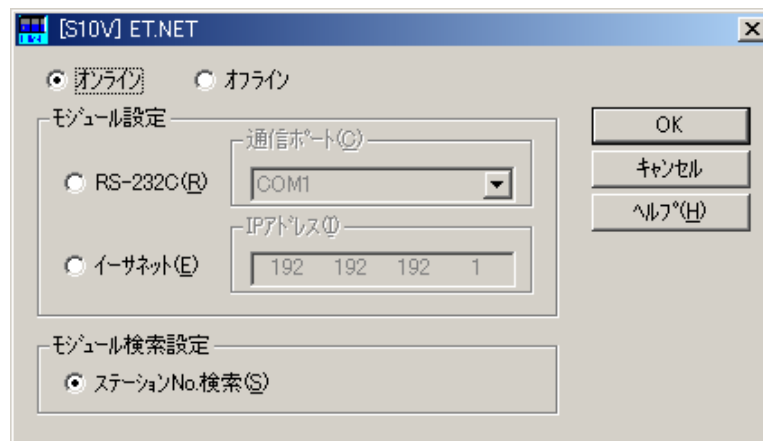 [S10V] ET.NET
オンライン オフライン
モジュール設定
通信ポート(C)
RS-232C(R) COM1
IPアドレス(I)
イーサネット(E) 192 192 192 1
モジュール検索設定
ステーションNo.検索(S)
OK
キャンセル
ヘルプ(H)